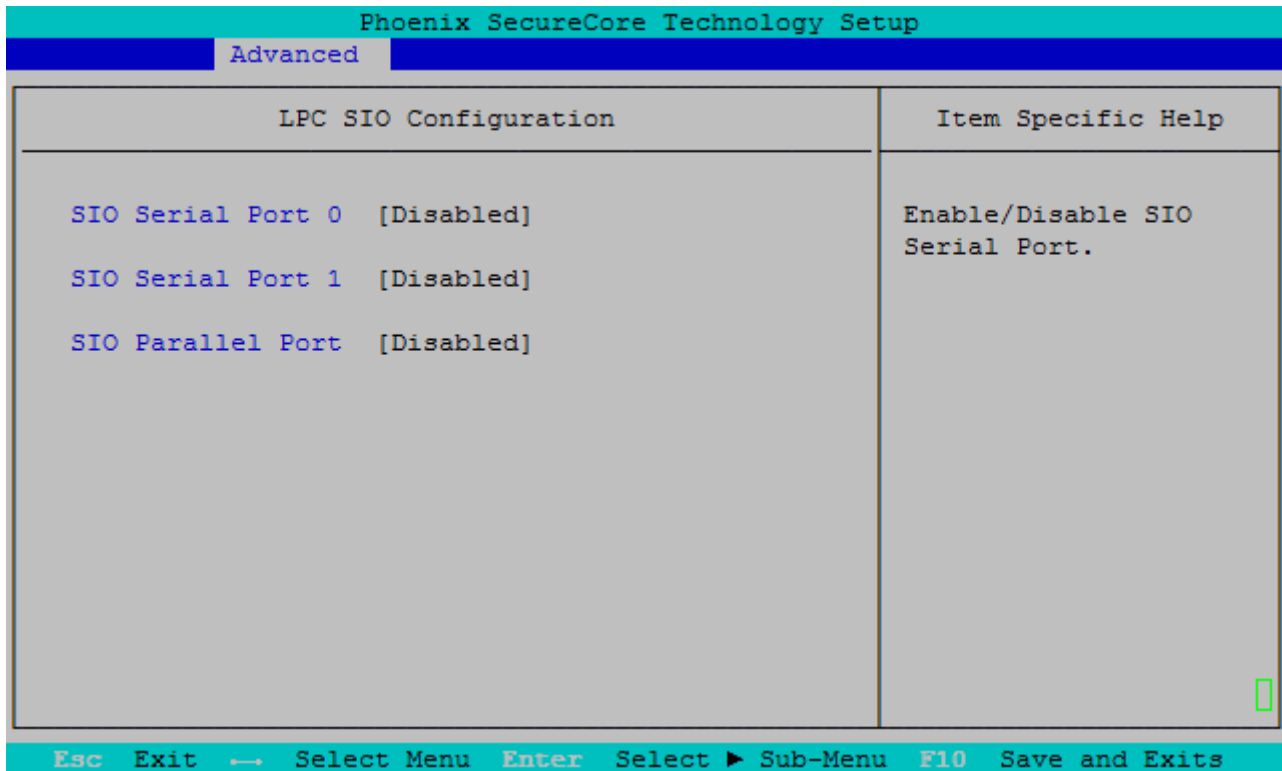 Phoenix SecureCore Technology Setup
Advanced
LPC SIO Configuration
SIO Serial Port 0 [Disabled]
SIO Serial Port 1 [Disabled]
SIO Parallel Port [Disabled]
Item Specific Help
Enable/Disable SIO
Serial Port.
Esc Exit ←→ Select Menu Enter Select ► Sub-Menu F10 Save and Exits